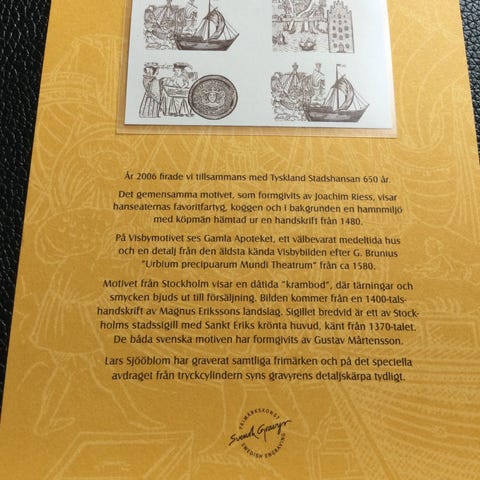 År 2006 firade vi tillsammans med Tyskland Stadshansan 650 år.
Det gemensamma motivet, som formgivits av Joachim Riess, visar
hanseaternas favoritfartyg, koggen och i bakgrunden en hamnmiljö
med köpmän hämtad ur en handskrift från 1480.
På Visbymotivet ses Gamla Apoteket, ett välbevarat medeltida hus
och en detalj från den äldsta kända Visbybilden efter G. Brunius
"Urbium precipuarum Mundi Theatrum" från ca 1580.
Motivet från Stockholm visar en dåtida "krambod", där tärningar och
smycken bjuds ut till försäljning. Bilden kommer från en 1400-tals-
handskrift av Magnus Erikssons landslag. Sigillet bredvid är ett av Stock-
holms stadssigill med Sankt Eriks krönta huvud, känt från 1370-talet.
De båda svenska motiven har formgivits av Gustav Mårtensson.
Lars Sjööblom har graverat samtliga frimärken och på det speciella
avdraget från tryckcylindern syns gravyrens detaljskärpa tydligt.
FRIMÄRKSKONST
Svensk Gravyr
SWEDISH ENGRAVING